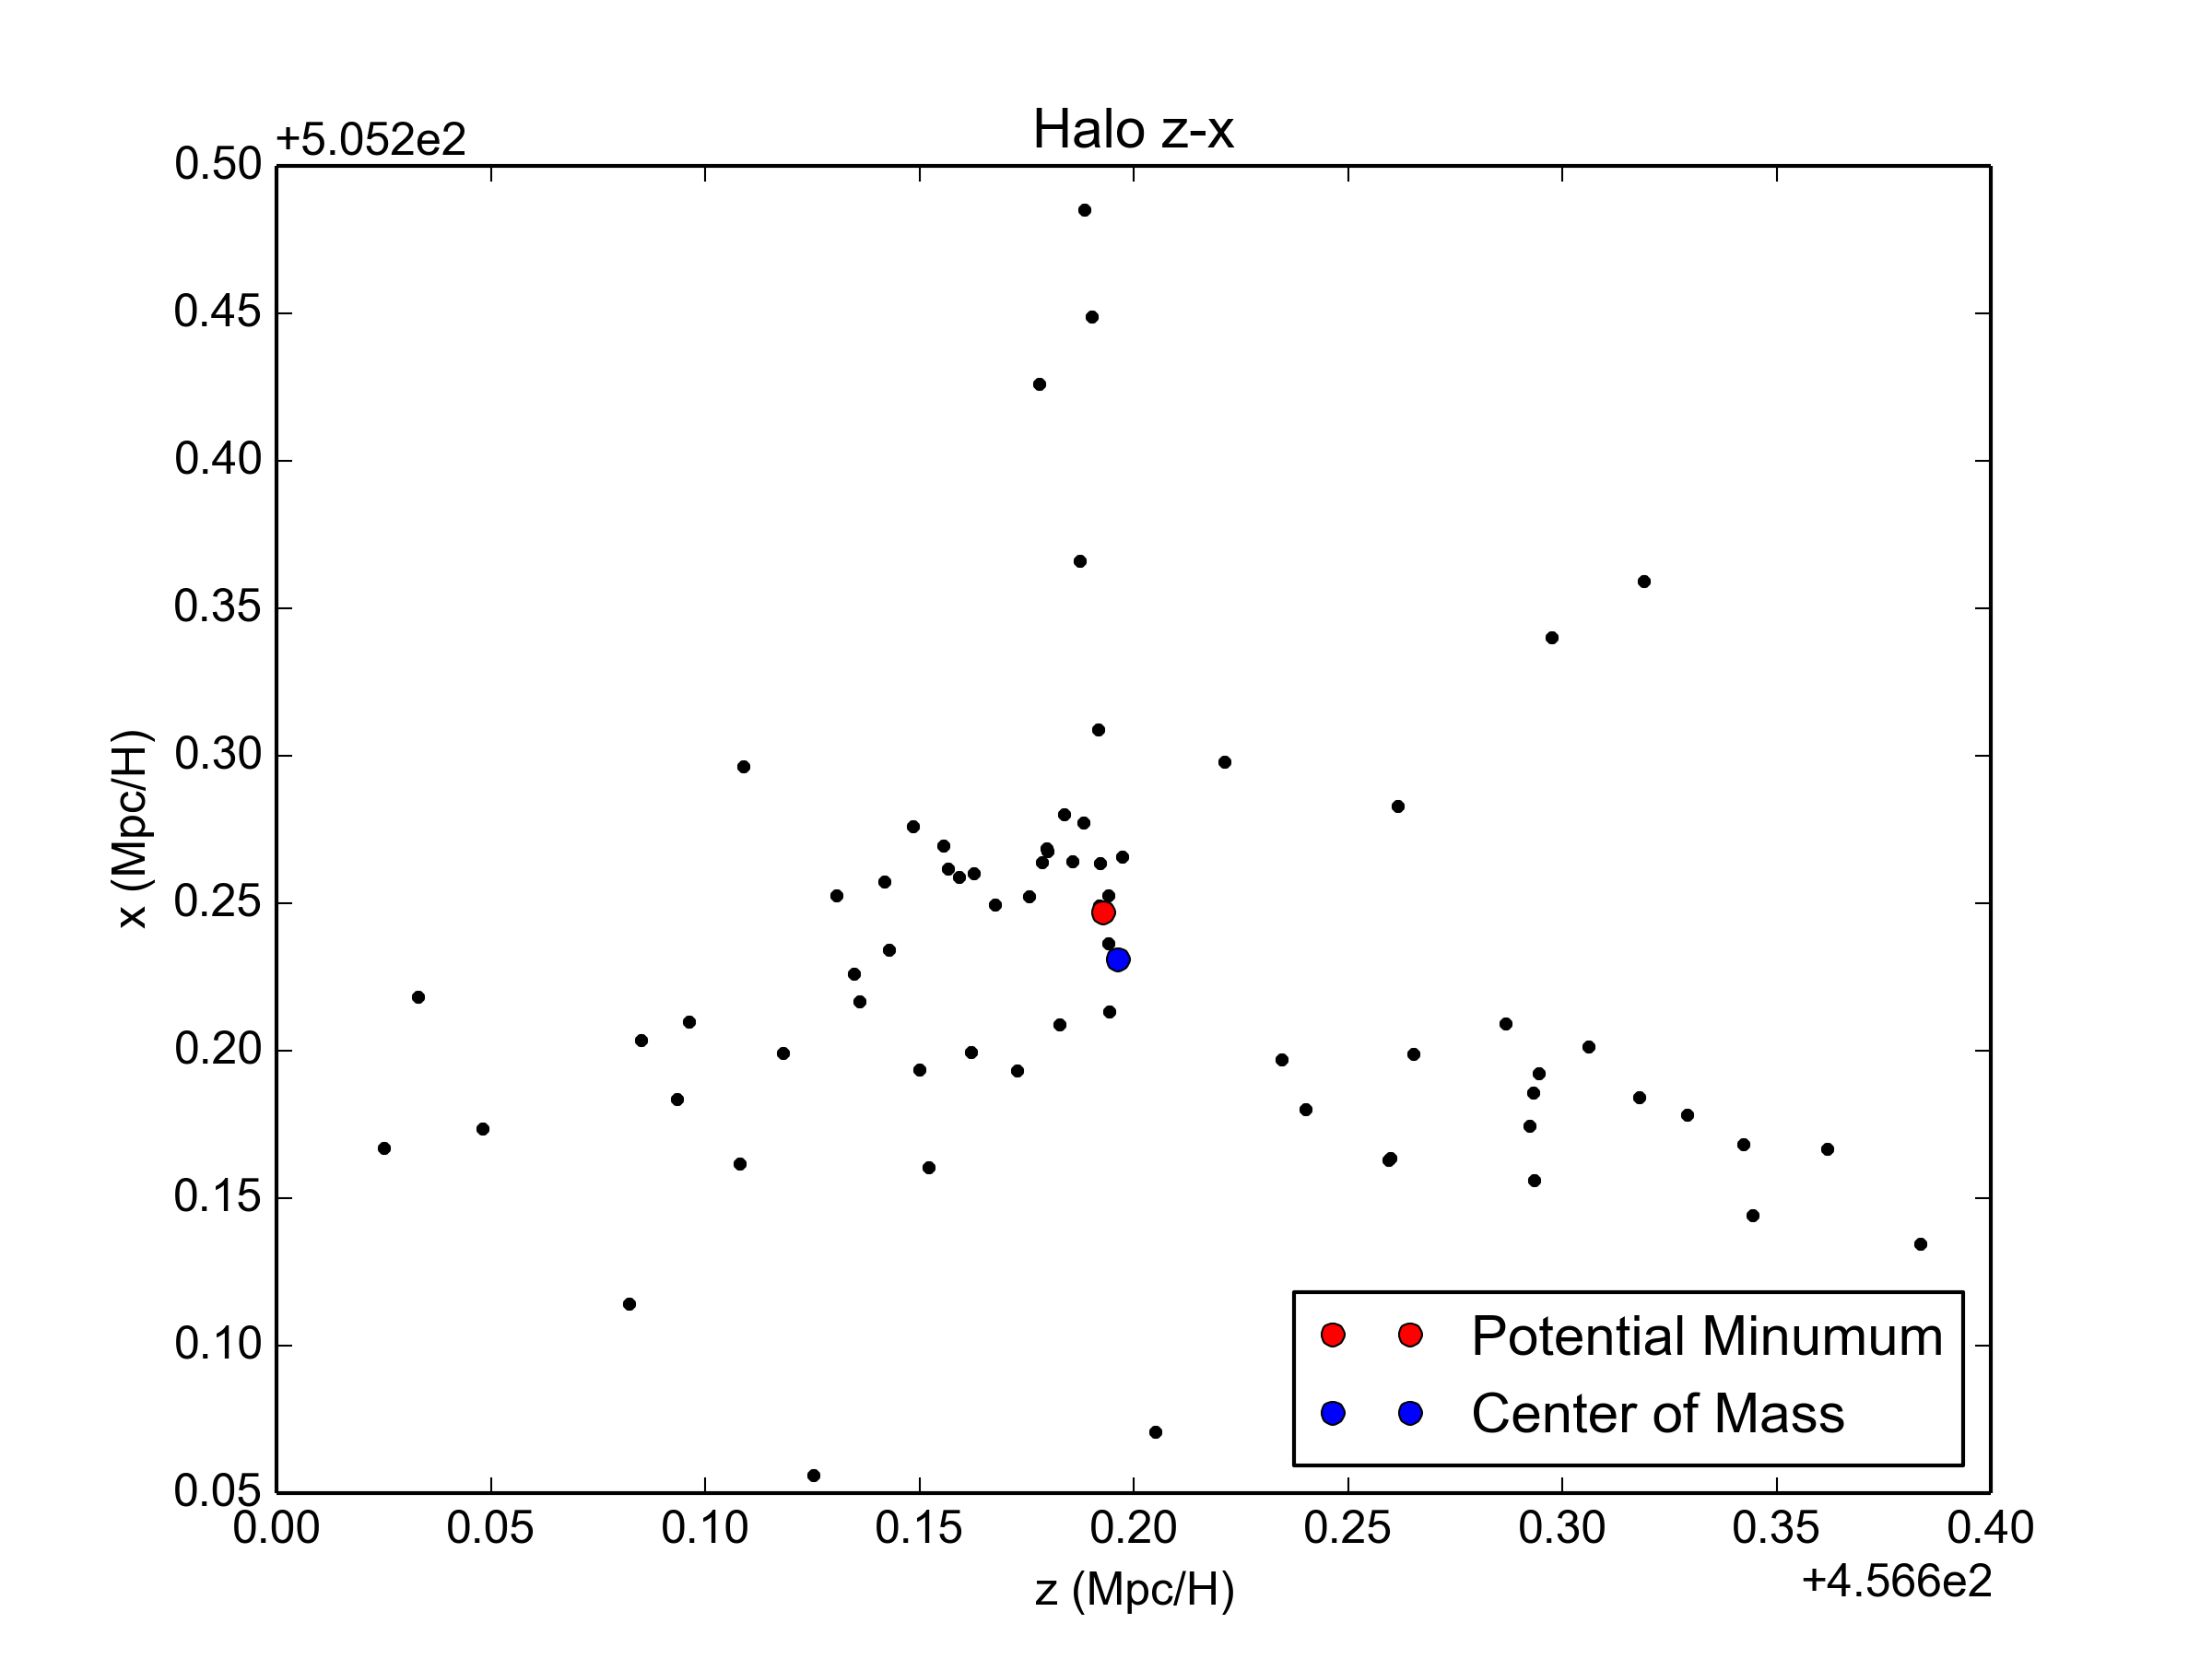 Halo z-x
+5.052e2
0.50
0.45
0.40
0.35
0.30
0.25
0.20
0.15
0.10
0.05
x (Mpc/H)
Potential Minumum
Center of Mass
0.00 0.05 0.10 0.15 0.20 0.25 0.30 0.35 0.40
+4.566e2
z (Mpc/H)